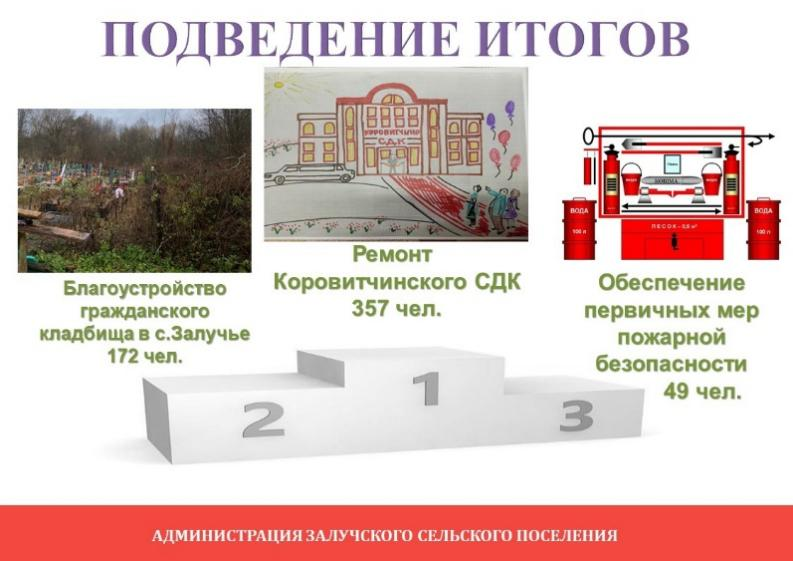 ПОДВЕДЕНИЕ ИТОГОВ
КОРОВИТЧИНО
СДК
Благоустройство
гражданского
кладбища в с.Залучье
172 чел.
Ремонт
Коровитчинского СДК
357 чел.
ВОДА
100 л
ПЕСОК – 0,5 м³
ВОДА
100 л
Обеспечение
первичных мер
пожарной
безопасности
49 чел.
2
1
3
АДМИНИСТРАЦИЯ ЗАЛУЧСКОГО СЕЛЬСКОГО ПОСЕЛЕНИЯ